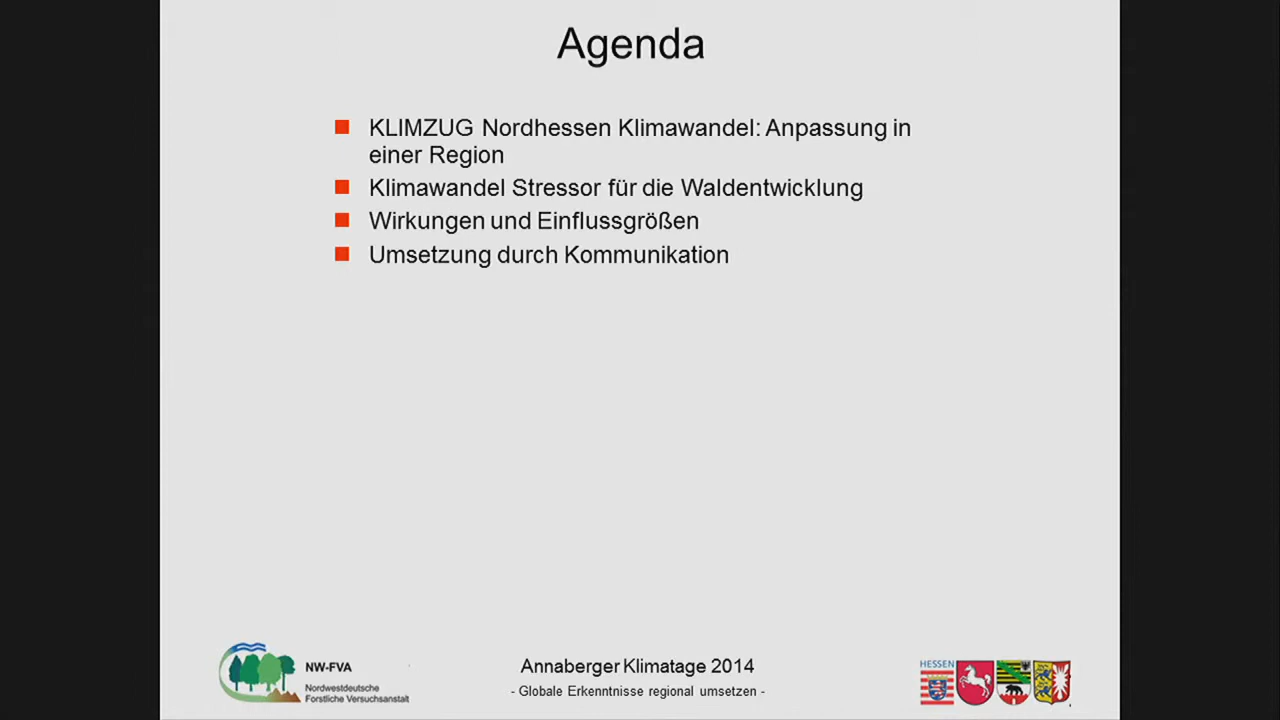 Agenda
KLIMZUG Nordhessen Klimawandel: Anpassung in
einer Region
Klimawandel Stressor für die Waldentwicklung
Wirkungen und Einflussgrößen
Umsetzung durch Kommunikation
NW-FVA
Nordwestdeutsche
Forstliche Versuchsanstalt
Annaberger Klimatage 2014
- Globale Erkenntnisse regional umsetzen -
HESSEN